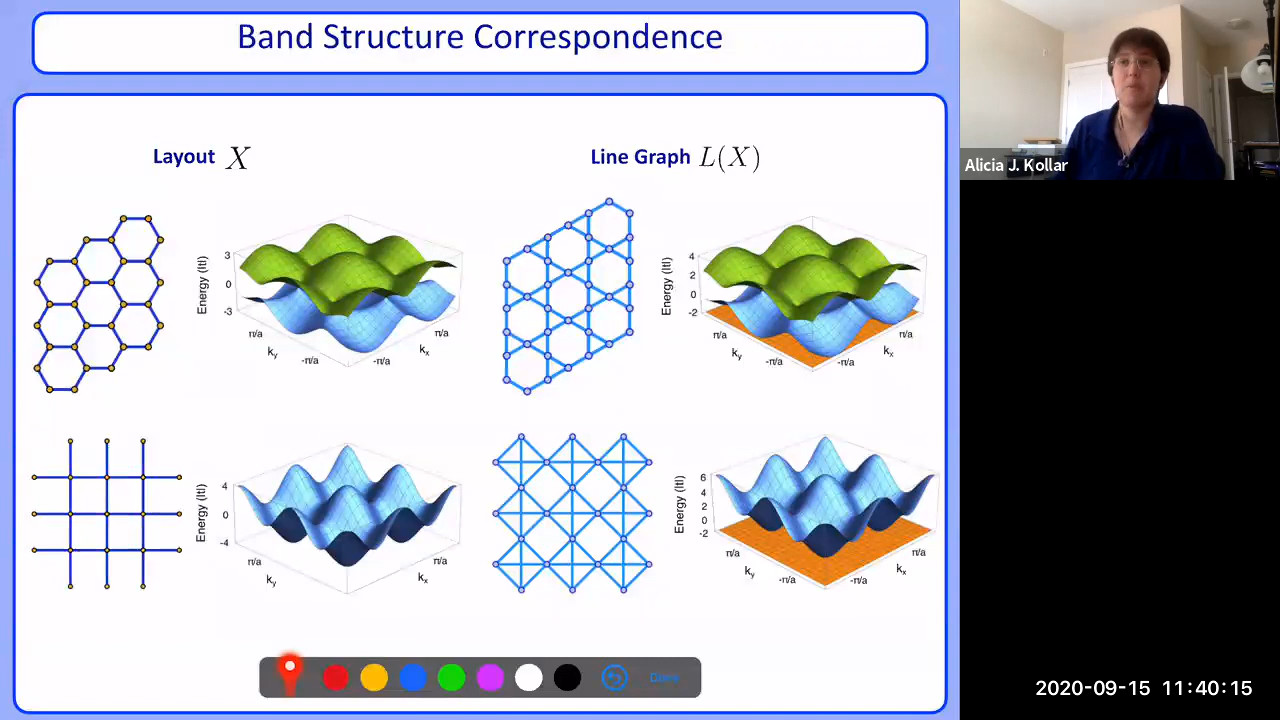 Band Structure Correspondence
Layout X
Line Graph L(X)
Energy (|t|)
3
0
-3
π/a
ky
-π/a
-π/a
kx
π/a
Energy (|t|)
4
2
0
-2
π/a
ky
-π/a
-π/a
kx
π/a
Energy (|t|)
4
0
-4
π/a
ky
-π/a
-π/a
kx
π/a
Energy (|t|)
6
4
2
0
-2
π/a
ky
-π/a
-π/a
kx
π/a
Done
Alicia J. Kollar
2020-09-15 11:40:15